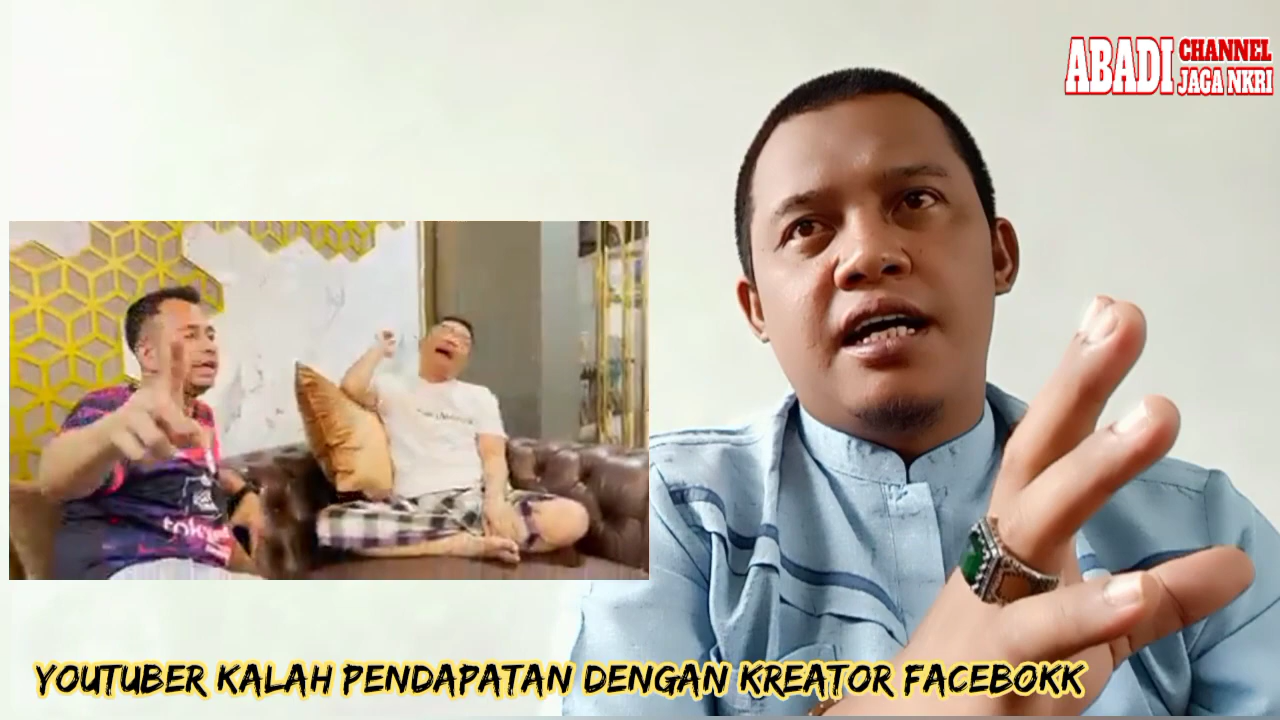 ABADI CHANNEL
JAGA NKRI
YOUTUBER KALAH PENDAPATAN DENGAN KREATOR FACEBOKK